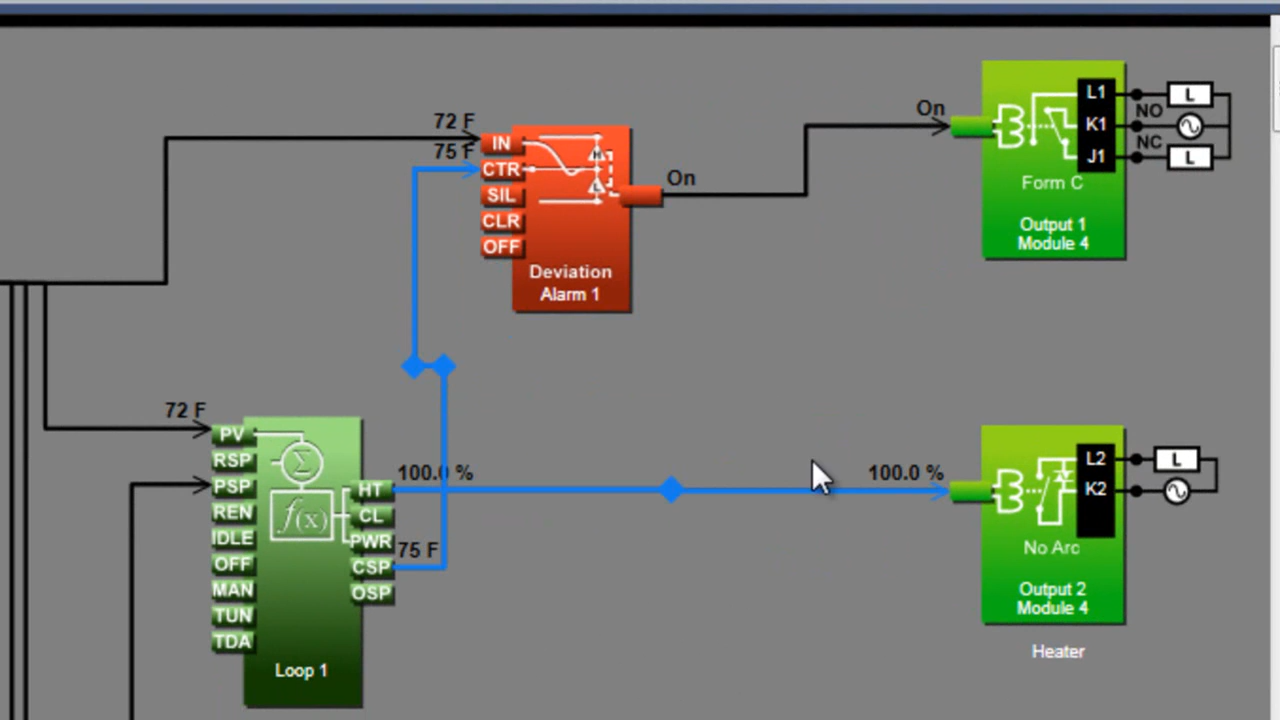 72 F
75 F
IN
CTR
SIL
CLR
OFF
H
L
Deviation
Alarm 1
On
On
L1
K1
J1
NO
NC
L
L
Form C
Output 1
Module 4
72 F
PV
RSP
PSP
REN
IDLE
OFF
MAN
TUN
TDA
Σ
f(x)
HT
CL
PWR
CSP
OSP
Loop 1
100.0 %
75 F
100.0 %
L2
K2
L
No Arc
Output 2
Module 4
Heater